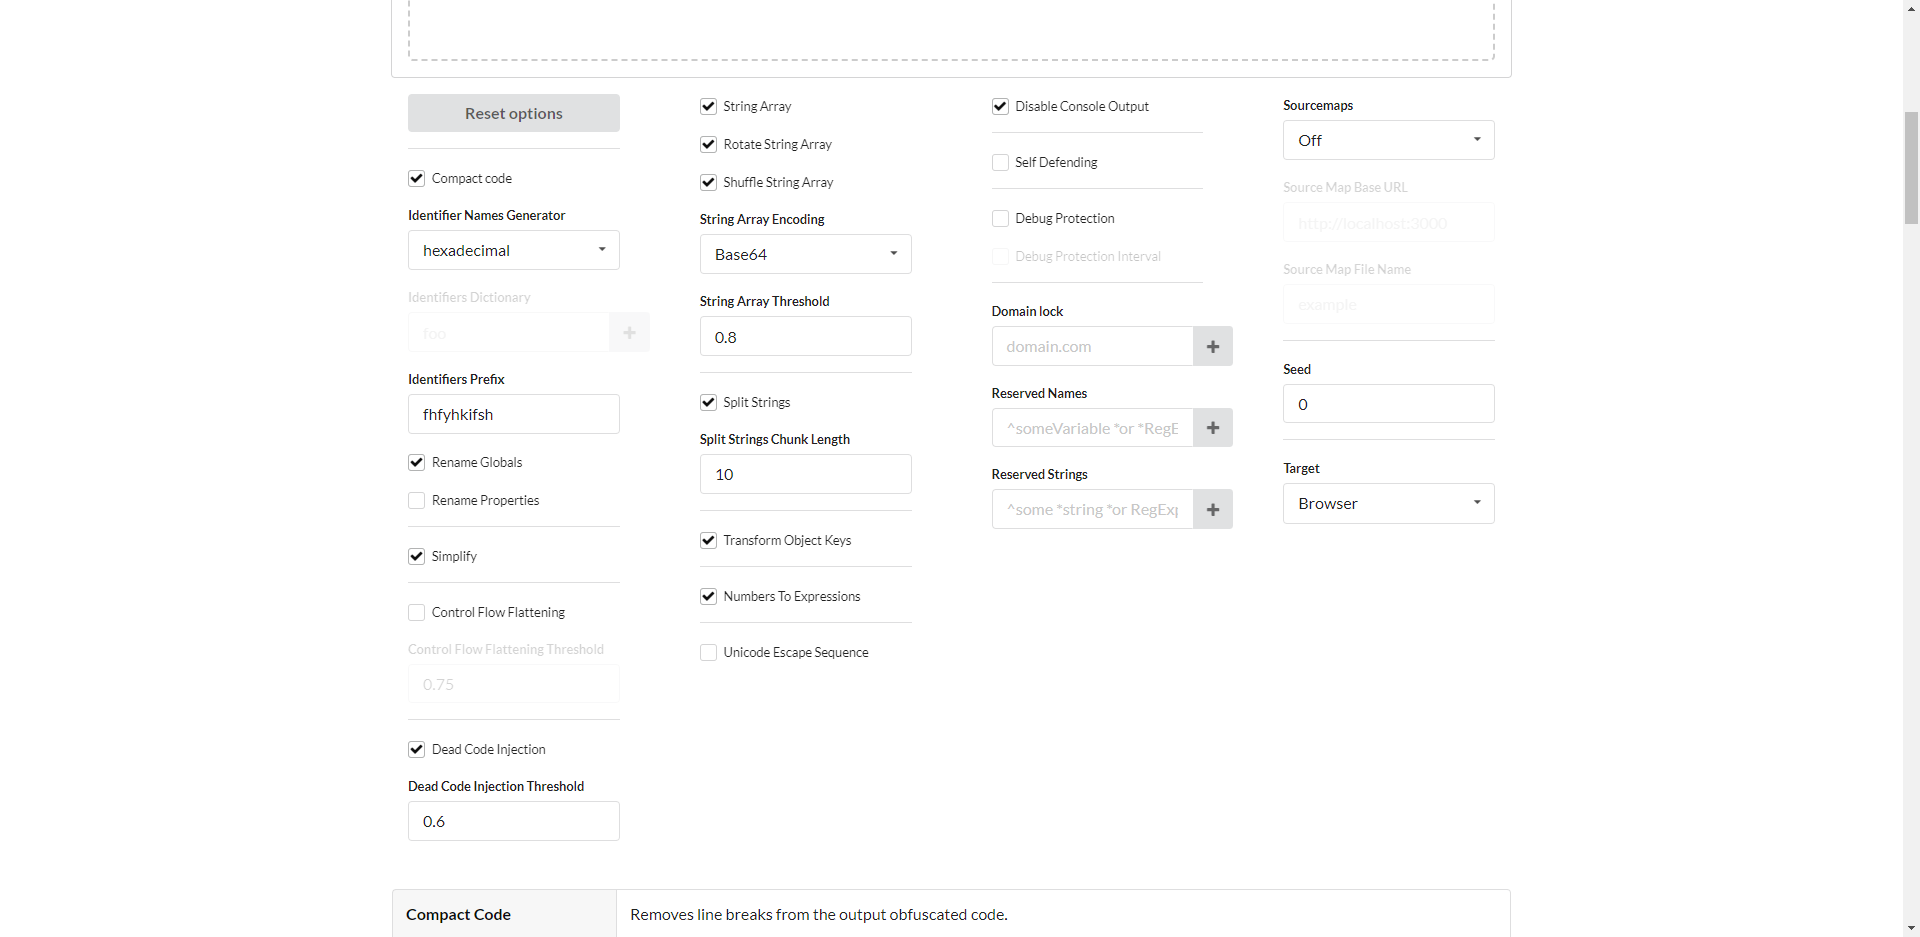 Reset options
Compact code
Identifier Names Generator
hexadecimal
Identifiers Dictionary
foo
Identifiers Prefix
fhfyhkifsh
Rename Globals
Rename Properties
Simplify
Control Flow Flattening
Control Flow Flattening Threshold
0.75
Dead Code Injection
Dead Code Injection Threshold
0.6
String Array
Rotate String Array
Shuffle String Array
String Array Encoding
Base64
String Array Threshold
0.8
Split Strings
Split Strings Chunk Length
10
Transform Object Keys
Numbers To Expressions
Unicode Escape Sequence
Disable Console Output
Self Defending
Debug Protection
Debug Protection Interval
Domain lock
domain.com
Reserved Names
^someVariable *or *RegE
Reserved Strings
^some *string *or RegExp
Sourcemaps
Off
Source Map Base URL
http://localhost:3000
Source Map File Name
example
Seed
0
Target
Browser
Compact Code
Removes line breaks from the output obfuscated code.